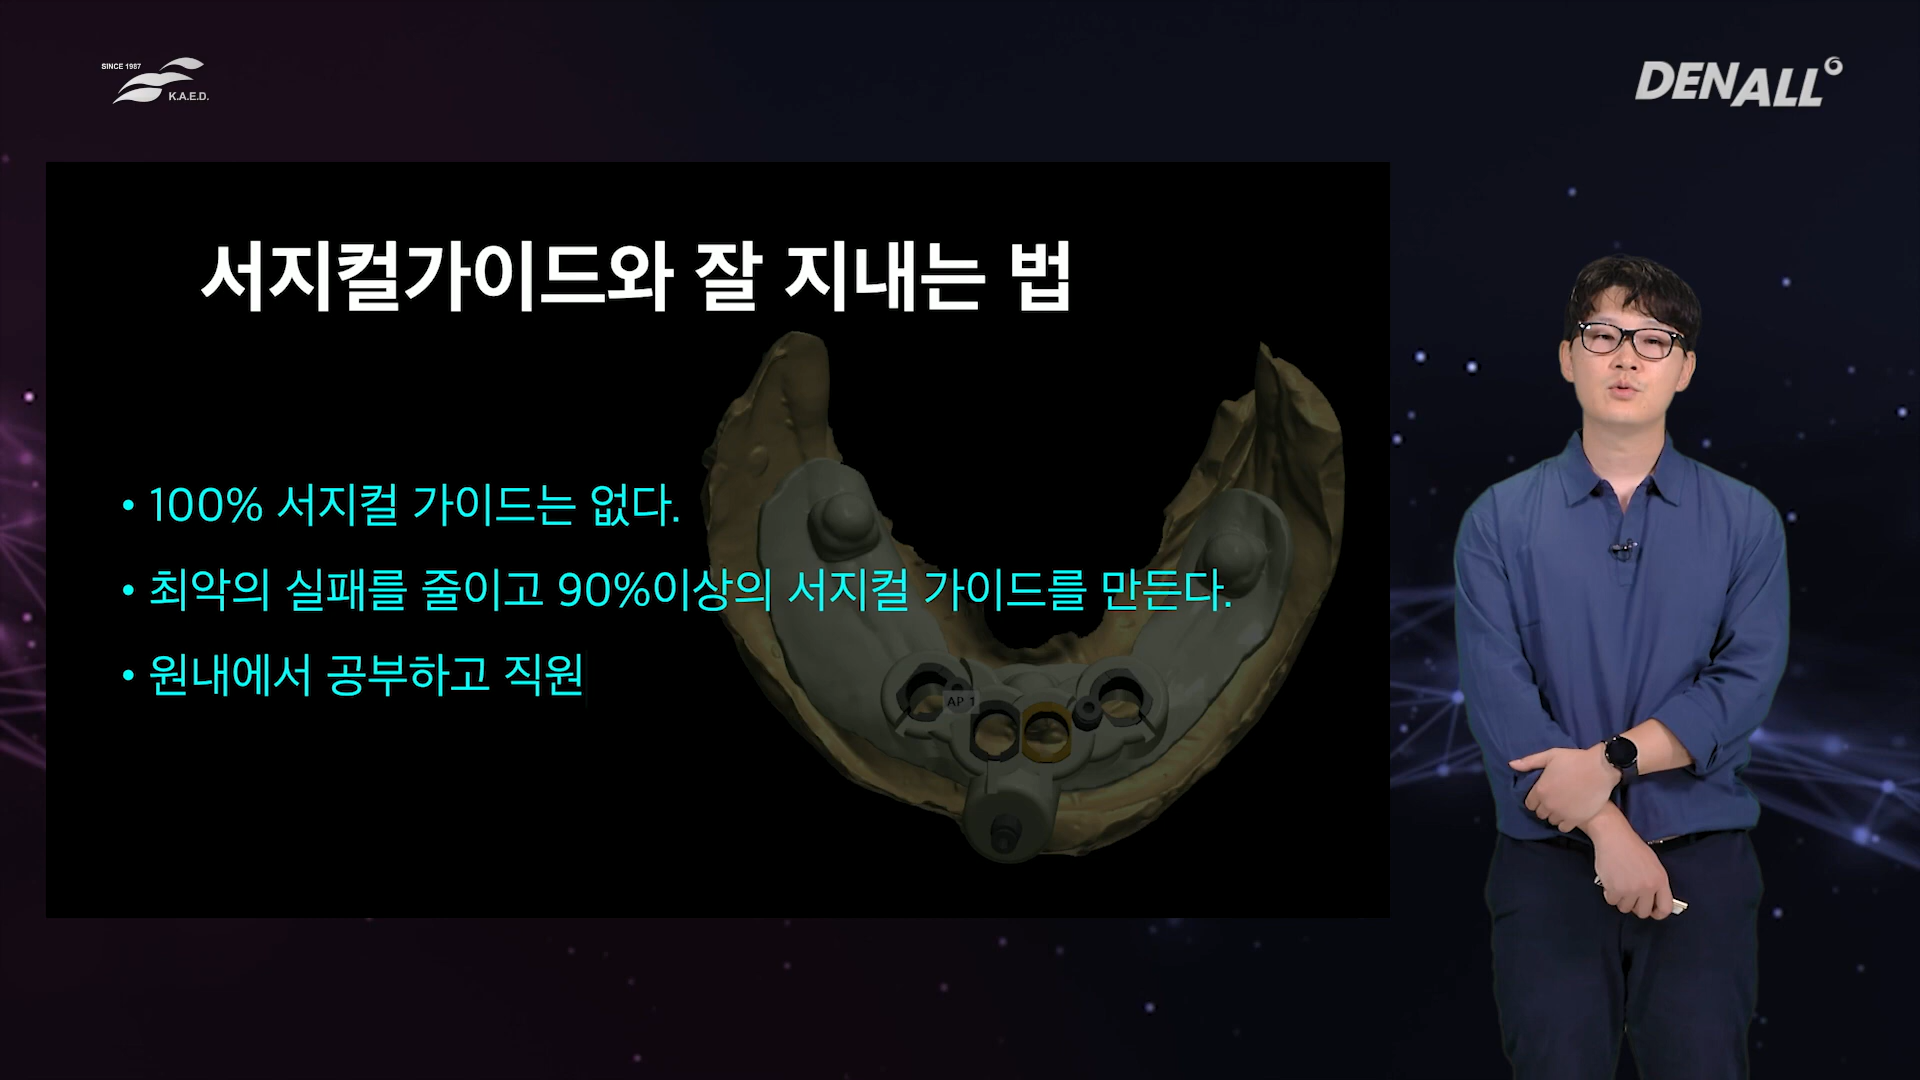 SINCE 1987
K.A.E.D.
DENALL
서지컬가이드와 잘 지내는 법
• 100% 서지컬 가이드는 없다.
• 최악의 실패를 줄이고 90%이상의 서지컬 가이드를 만든다.
• 원내에서 공부하고 직원
AP 1